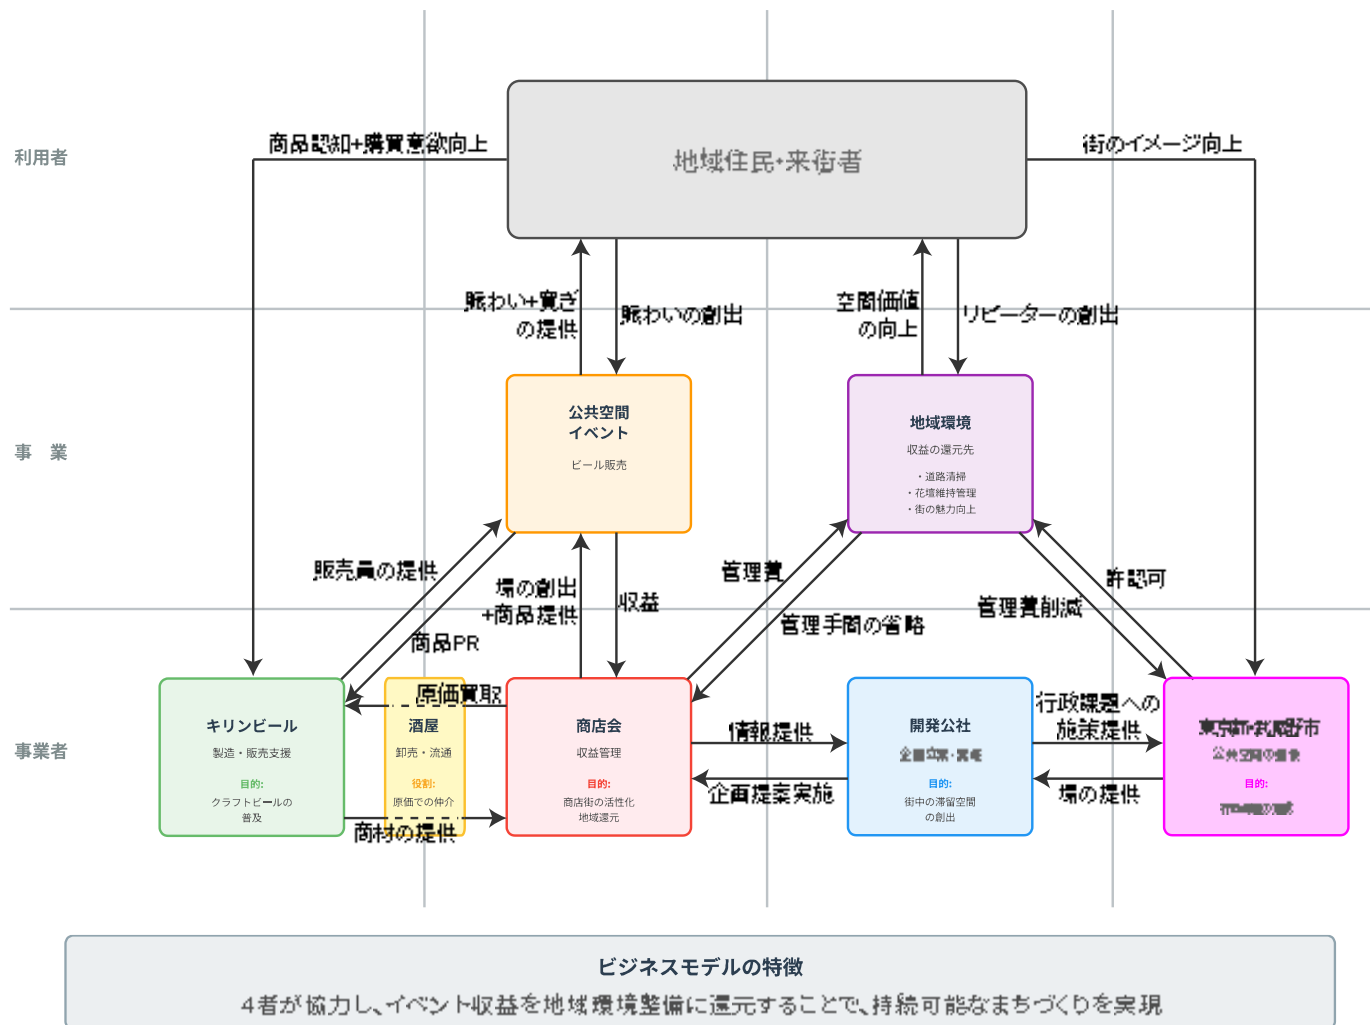 利用者
商品認知+購買意欲向上
地域住民・来街者
街のイメージ向上
賑わい+寛ぎ
の提供
賑わいの創出
空間価値
の向上
リピーターの創出
事 業
公共空間
イベント
ビール販売
地域環境
収益の還元先
・道路清掃
・花壇維持管理
・街の魅力向上
販売員の提供
商品PR
場の創出
+商品提供
収益
管理費
管理手間の省略
管理費削減
許認可
事業者
キリンビール
製造・販売支援
目的:
クラフトビールの
普及
原価買取
酒屋
卸売・流通
役割:
原価での仲介
商材の提供
商店会
収益管理
目的:
商店街の活性化
地域還元
情報提供
企画提案実施
開発公社
目的:
街中の滞留空間
の創出
行政課題への
施策提供
場の提供
東京都・武蔵野市
目的:
ビジネスモデルの特徴
4者が協力し、イベント収益を地域環境整備に還元することで、持続可能なまちづくりを実現